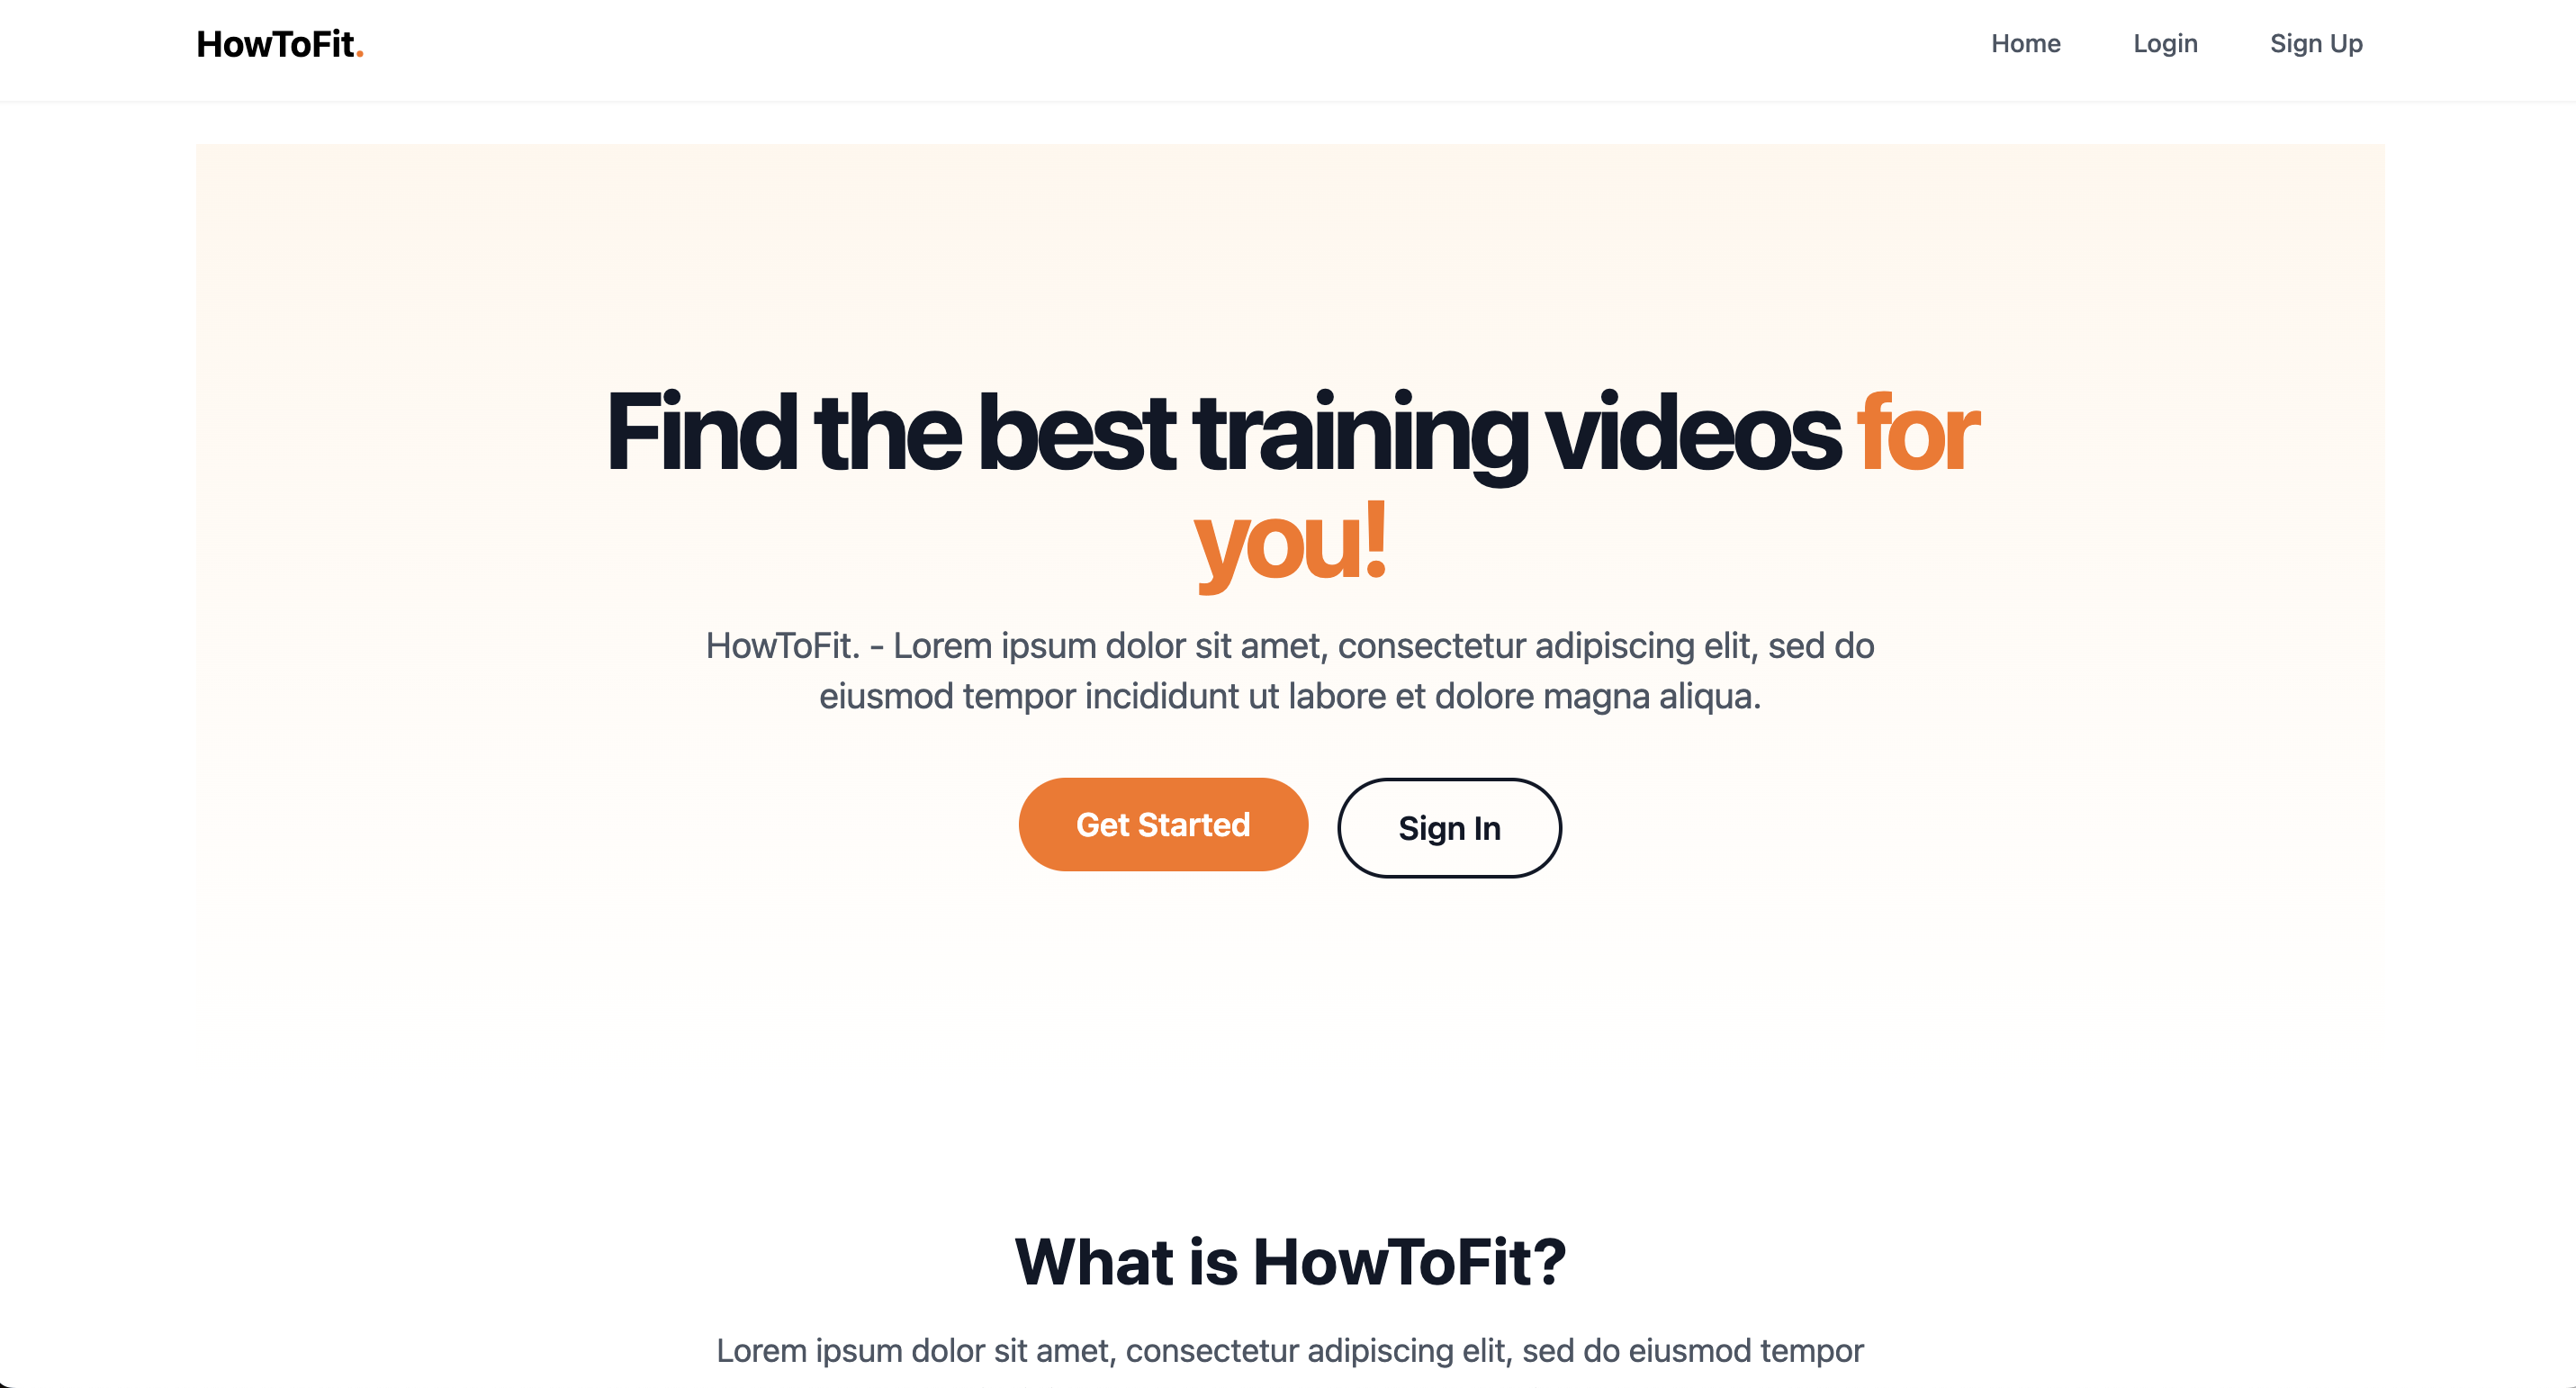 HowToFit.
Home
Login
Sign Up
Find the best training videos for
you!
HowToFit. - Lorem ipsum dolor sit amet, consectetur adipiscing elit, sed do
eiusmod tempor incididunt ut labore et dolore magna aliqua.
Get Started
Sign In
What is HowToFit?
Lorem ipsum dolor sit amet, consectetur adipiscing elit, sed do eiusmod tempor